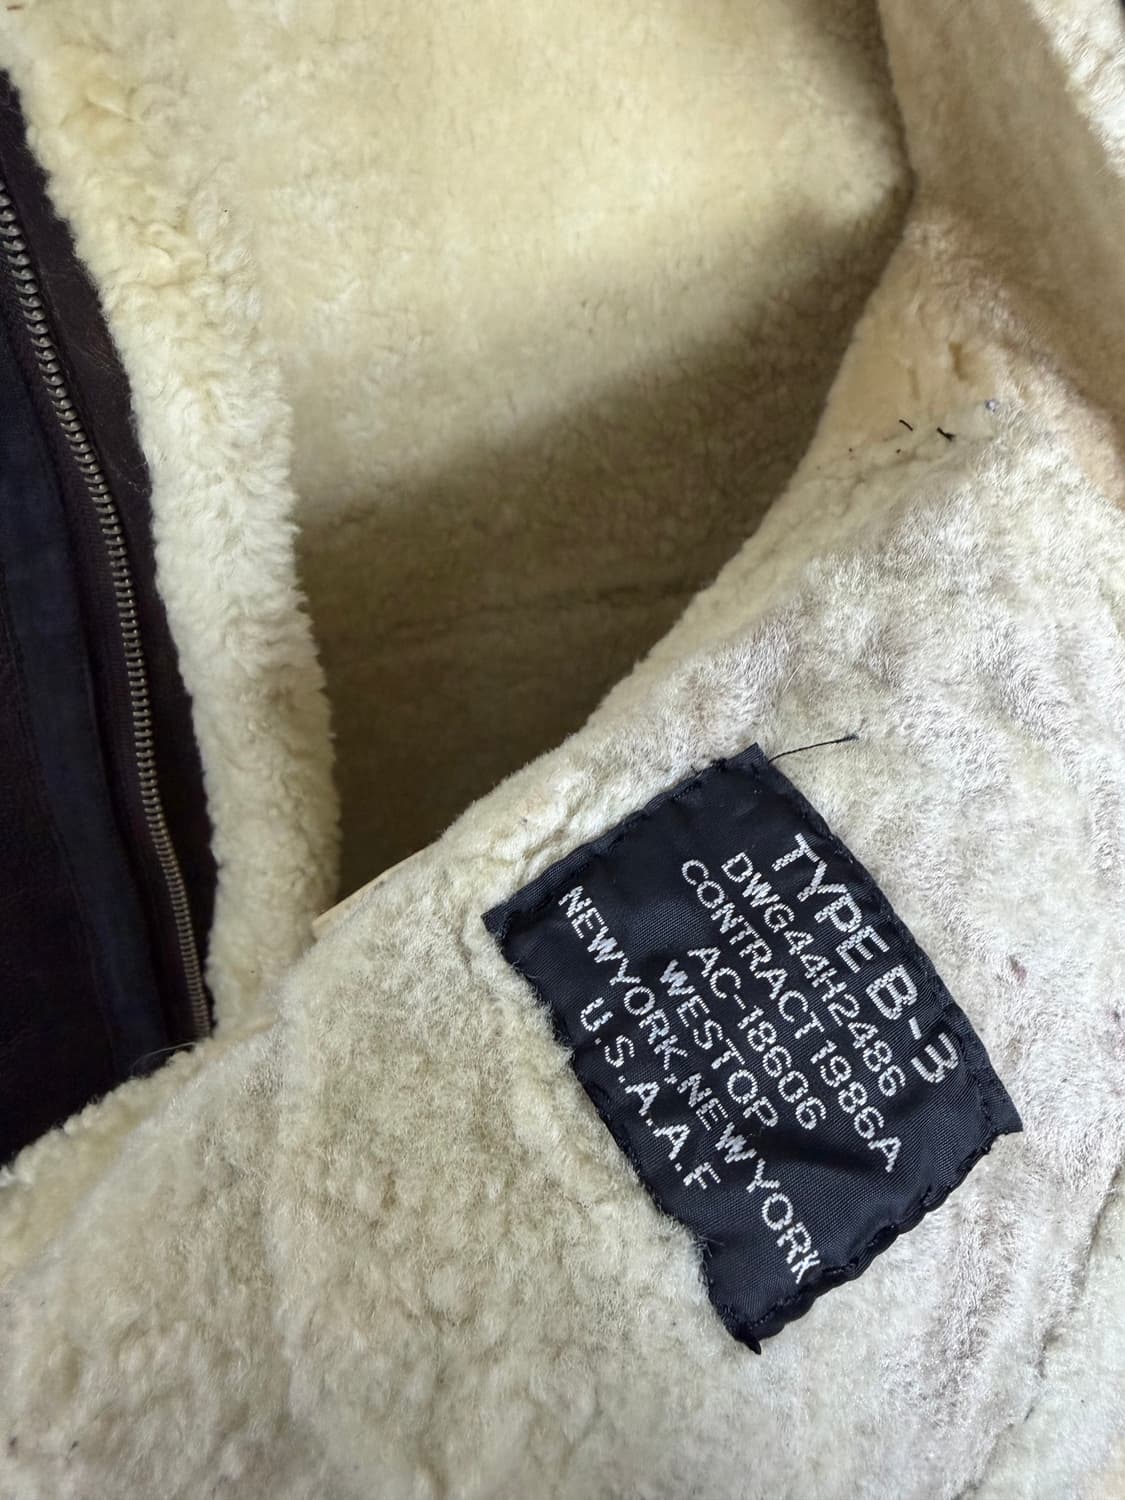 TYPE B-3
DWG44H2486
CONTRACT 1986A
AC-18606
WESTOP
NEWYORK,NEWYORK
U.S.A.A.F